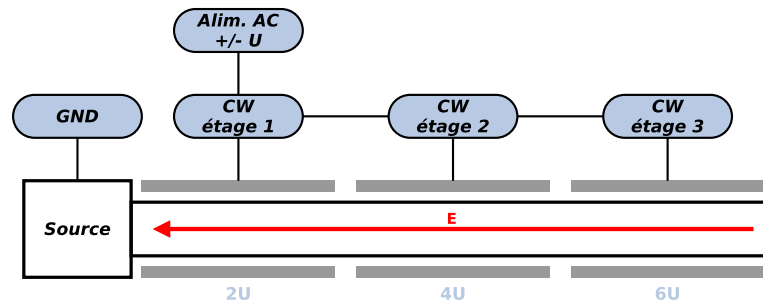 Alim. AC
+/- U
GND
CW
étage 1
CW
étage 2
CW
étage 3
Source
E
2U
4U
6U